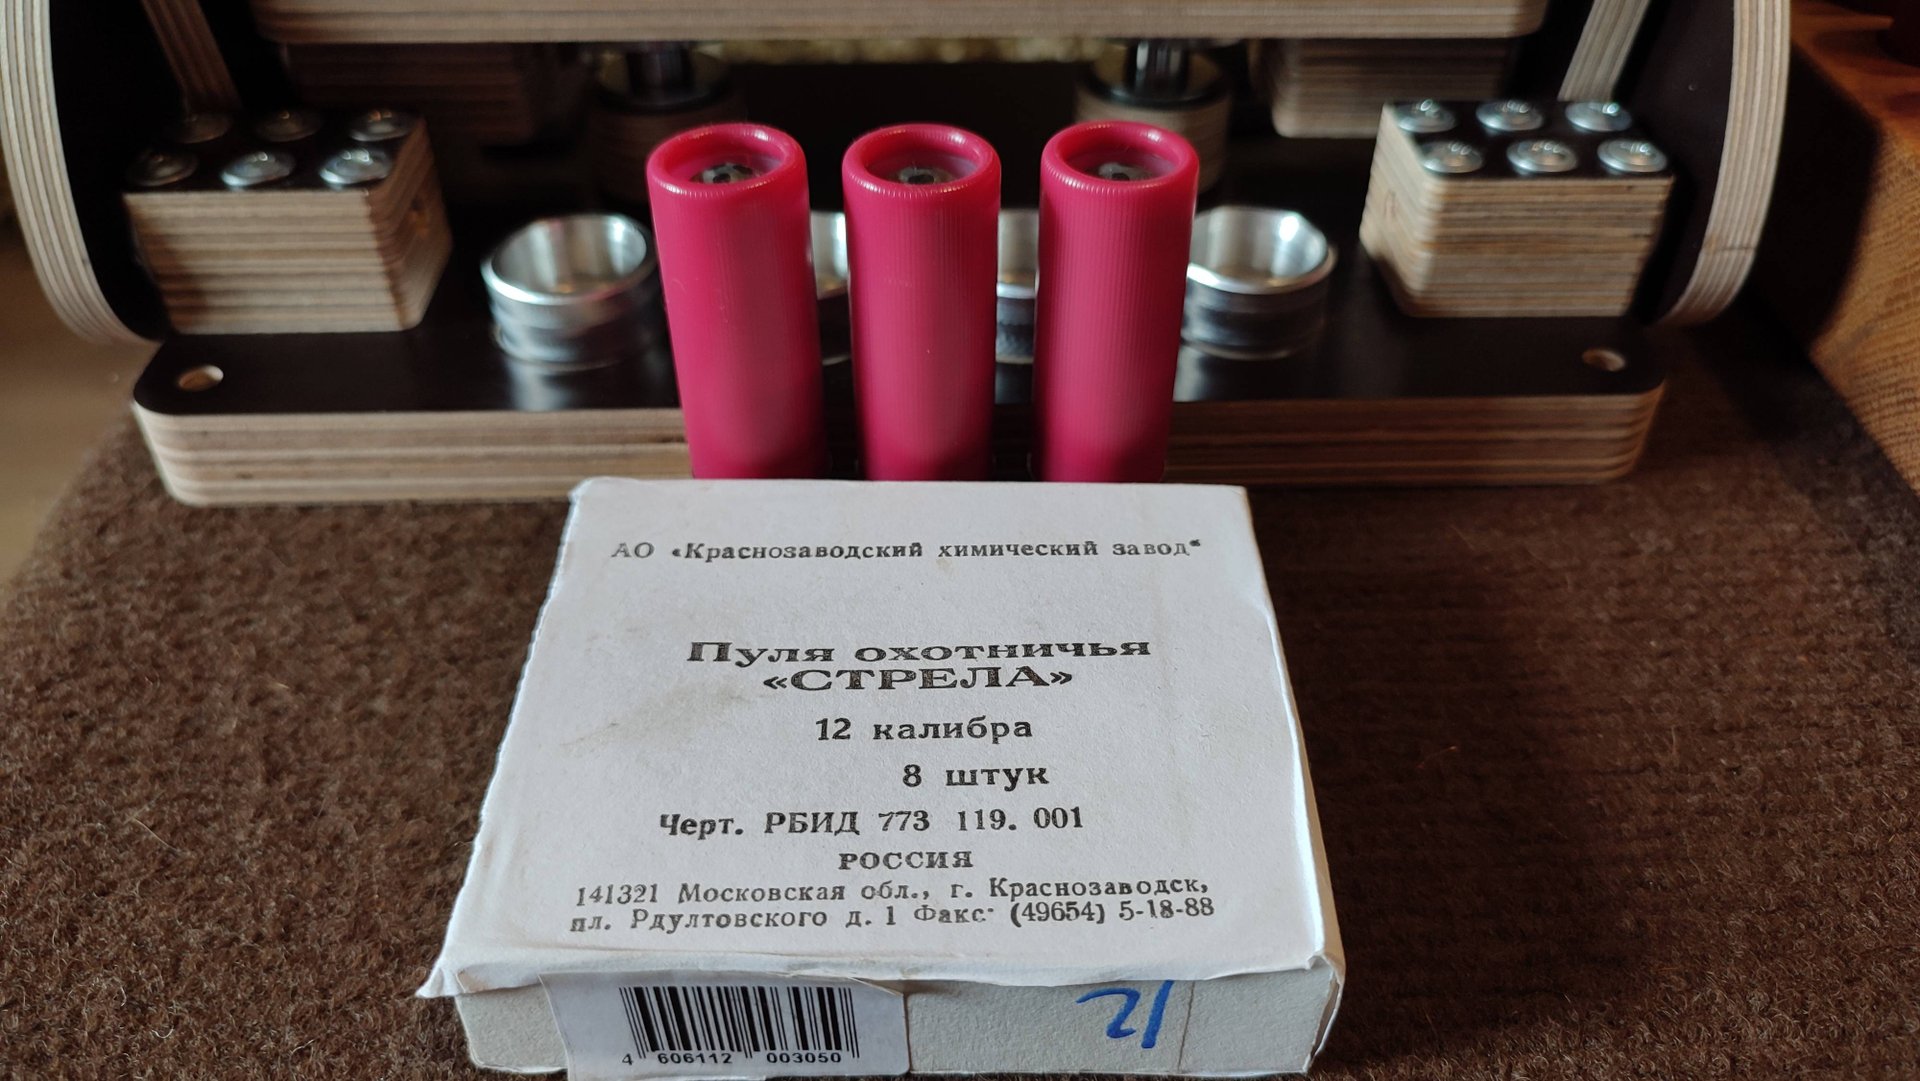 АО «Краснозаводский химический завод“
Пуля охотничья
«СТРЕЛА»
12 калибра
8 штук
Черт. РБИД 773 119. 001
РОССИЯ
141321 Московская обл., г. Краснозаводск,
пл. Рдултовского д. 1 Факс· (49654) 5-18-88
4 606112 003050
12